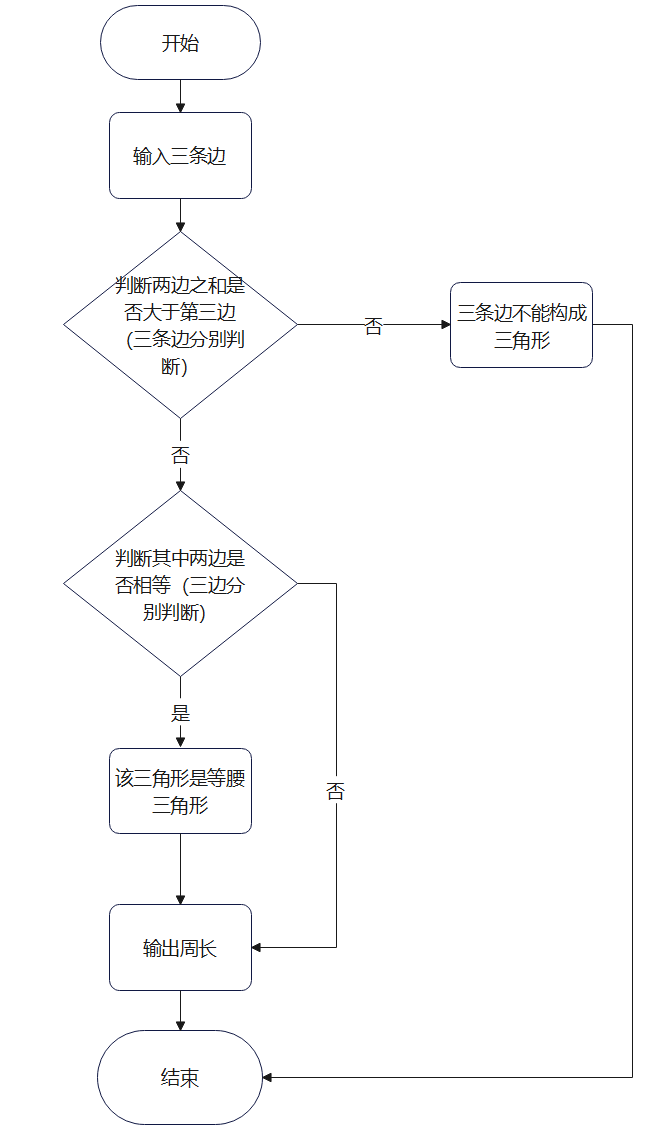 开始
输入三条边
判断两边之和是
否大于第三边
（三条边分别判
断）
否
三条边不能构成
三角形
否
判断其中两边是
否相等（三边分
别判断）
是
该三角形是等腰
三角形
否
输出周长
结束